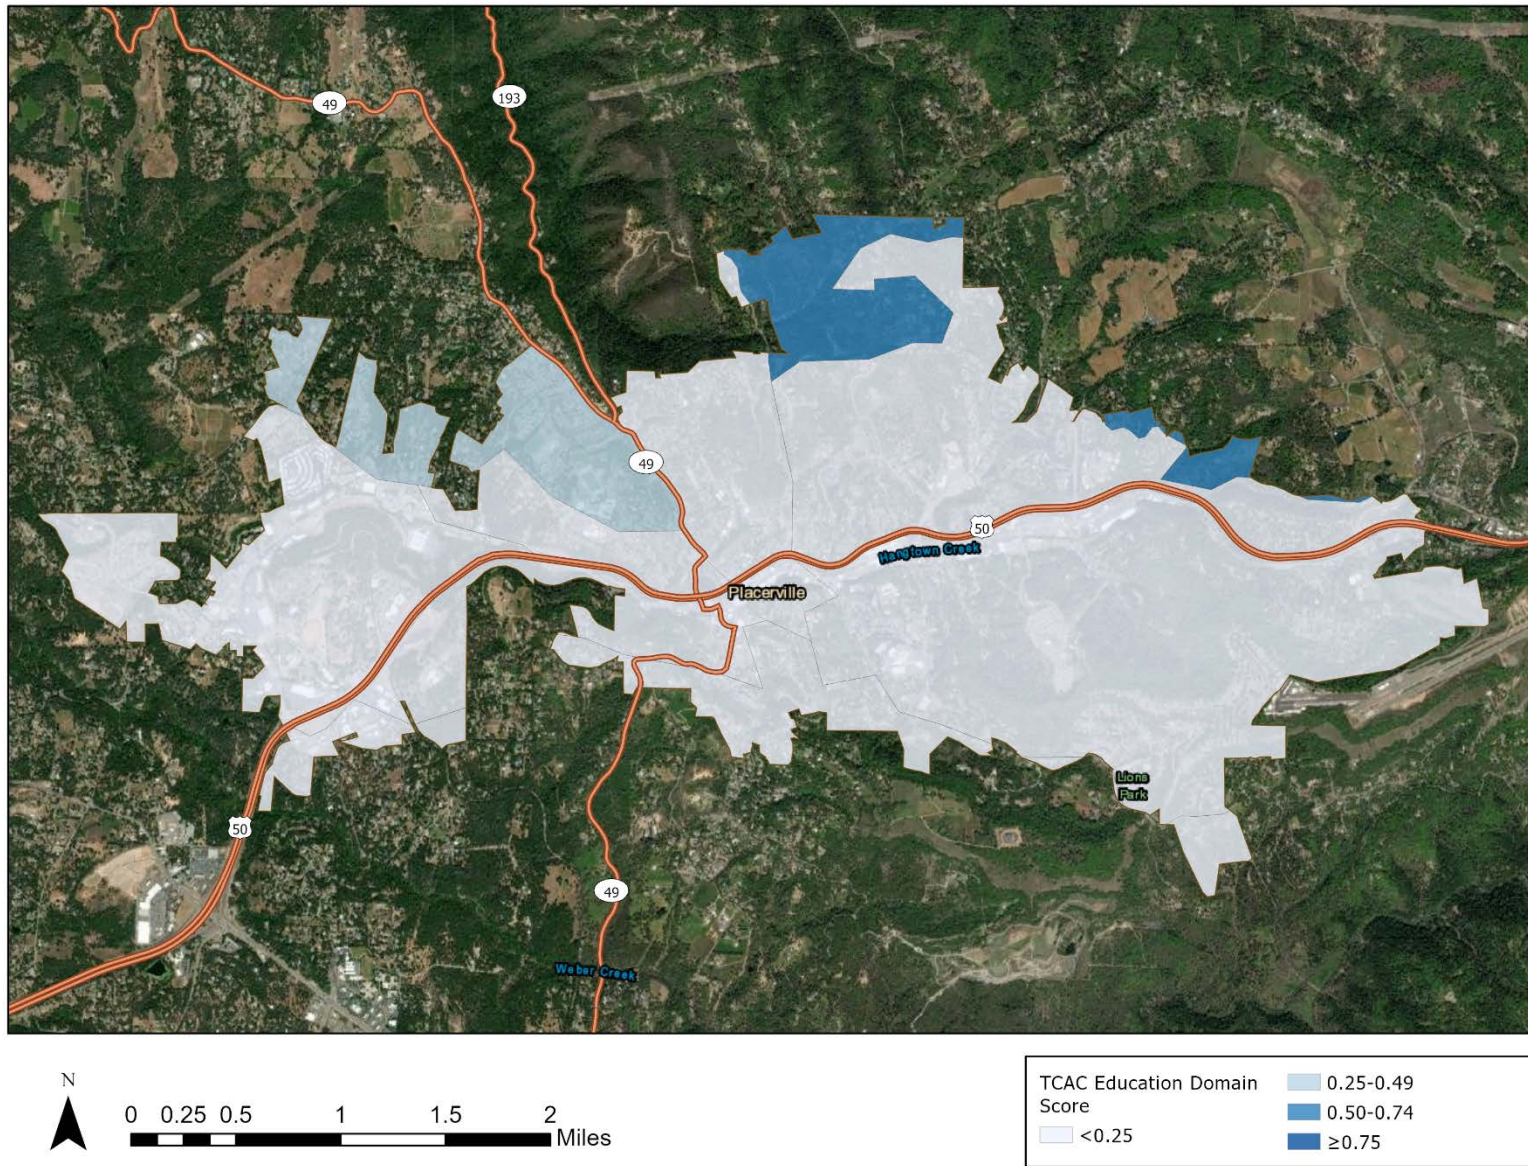 49
193
49
50
Hangtown Creek
Placerville
Lions
Park
50
49
Weber Creek
N
0 0.25 0.5 1 1.5 2
Miles
TCAC Education Domain
Score
<0.25
0.25-0.49
0.50-0.74
≥0.75